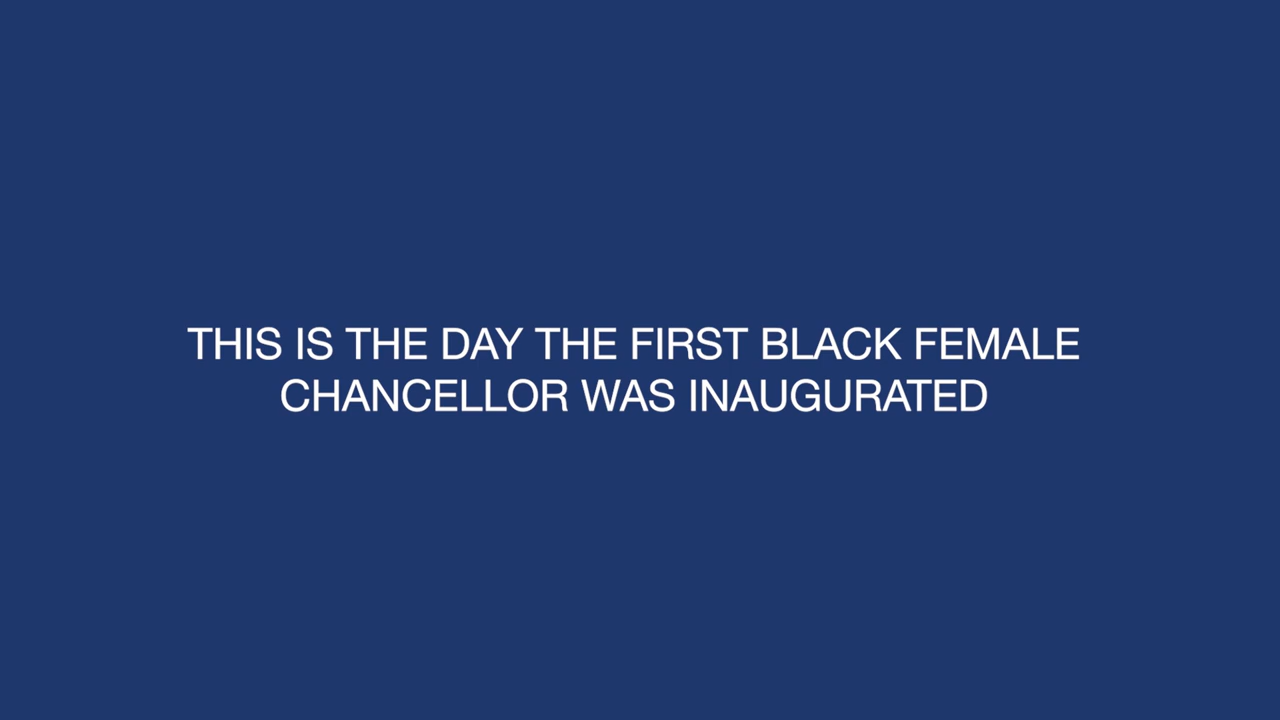 THIS IS THE DAY THE FIRST BLACK FEMALE
CHANCELLOR WAS INAUGURATED